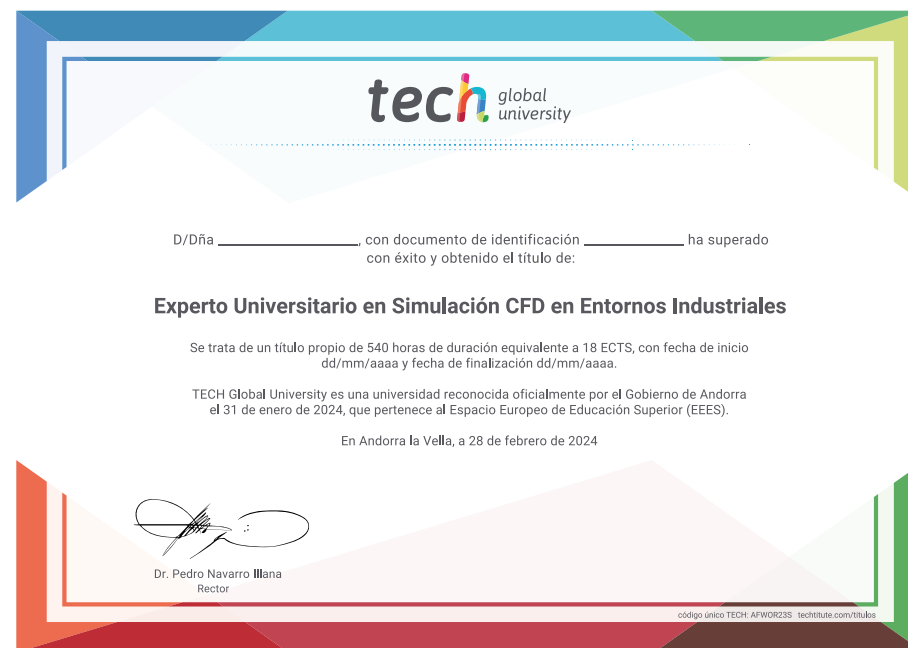 tech global university
D/Dña ____________, con documento de identificación ____________ ha superado
con éxito y obtenido el título de:
Experto Universitario en Simulación CFD en Entornos Industriales
Se trata de un título propio de 540 horas de duración equivalente a 18 ECTS, con fecha de inicio
dd/mm/aaaa y fecha de finalización dd/mm/aaaa.
TECH Global University es una universidad reconocida oficialmente por el Gobierno de Andorra
el 31 de enero de 2024, que pertenece al Espacio Europeo de Educación Superior (EEES).
En Andorra la Vella, a 28 de febrero de 2024
Dr. Pedro Navarro Illana
Rector
código único TECH: AFWOR23S techtitute.com/titulos